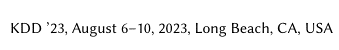 KDD ’23, August 6–10, 2023, Long Beach, CA, USA